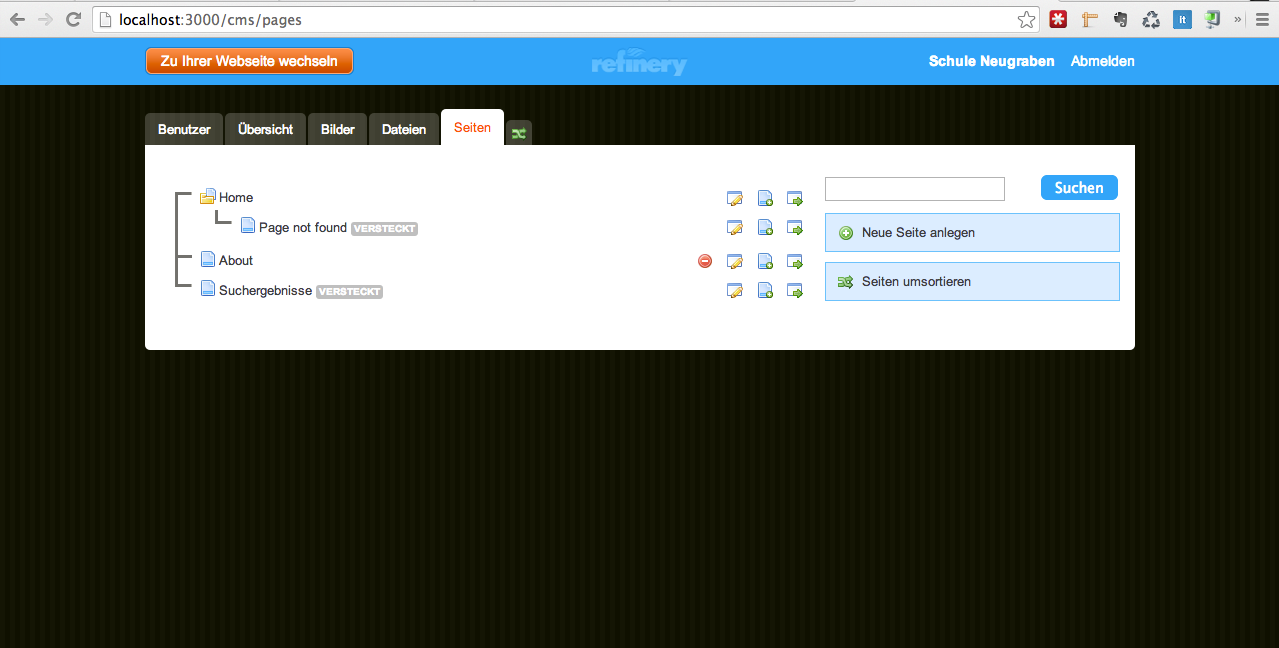 localhost:3000/cms/pages
lt
»
Zu Ihrer Webseite wechseln
refinery
Schule Neugraben Abmelden
Benutzer Übersicht Bilder Dateien Seiten
Home
Suchen
Page not found VERSTECKT
Neue Seite anlegen
About
Seiten umsortieren
Suchergebnisse VERSTECKT